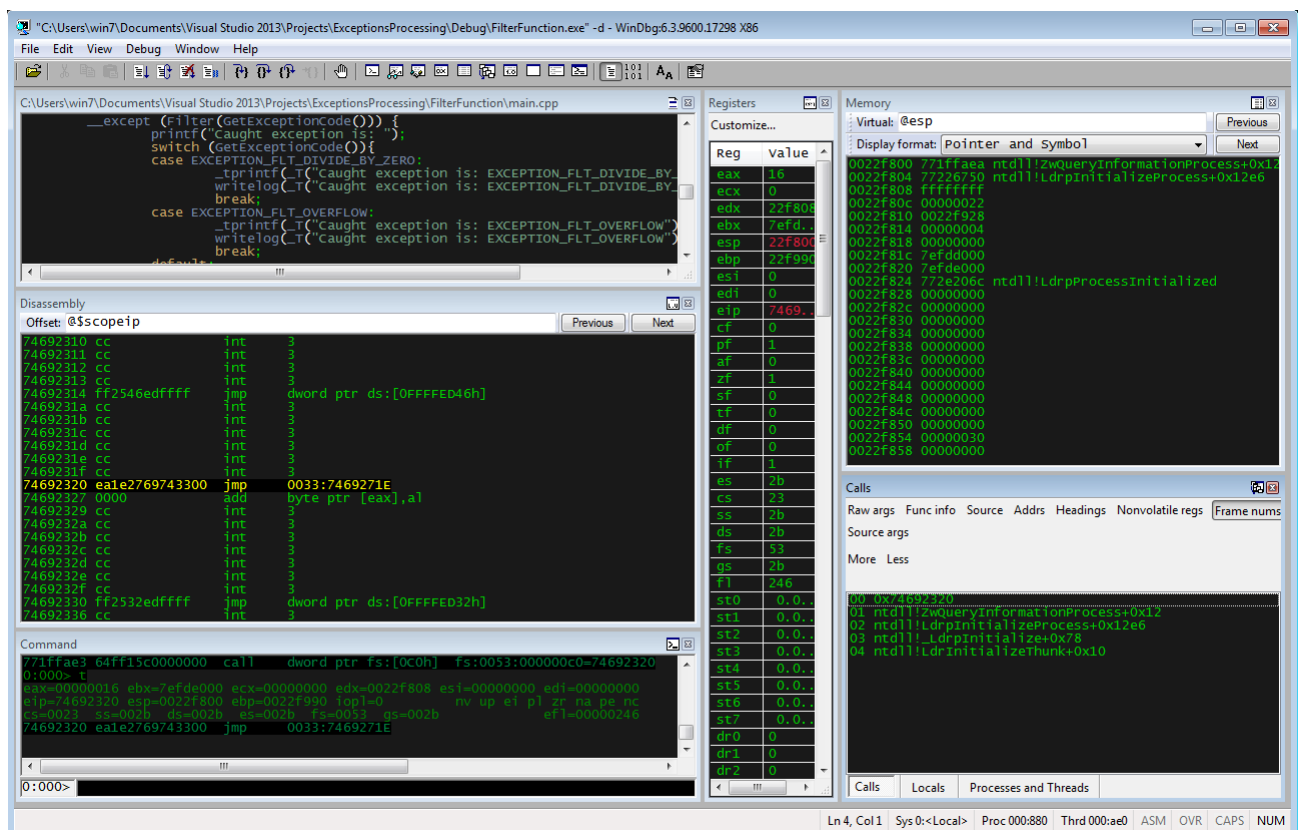 "C:\Users\win7\Documents\Visual Studio 2013\Projects\ExceptionsProcessing\Debug\FilterFunction.exe" -d - WinDbg:6.3.9600.17298 X86
File Edit View Debug Window Help
C:\Users\win7\Documents\Visual Studio 2013\Projects\ExceptionsProcessing\FilterFunction\main.cpp
__except (Filter(GetExceptionCode())) {
printf("Caught exception is: ");
switch (GetExceptionCode()){
case EXCEPTION_FLT_DIVIDE_BY_ZERO:
_tprintf(_T("Caught exception is: EXCEPTION_FLT_DIVIDE_BY_
writelog(_T("Caught exception is: EXCEPTION_FLT_DIVIDE_BY_
break;
case EXCEPTION_FLT_OVERFLOW:
_tprintf(_T("Caught exception is: EXCEPTION_FLT_OVERFLOW")
writelog(_T("Caught exception is: EXCEPTION_FLT_OVERFLOW")
break;
default:
Disassembly
Offset: @$scopeip Previous Next
74692310 cc int 3
74692311 cc int 3
74692312 cc int 3
74692313 cc int 3
74692314 ff2546edffff jmp dword ptr ds:[0FFFFED46h]
7469231a cc int 3
7469231b cc int 3
7469231c cc int 3
7469231d cc int 3
7469231e cc int 3
7469231f cc int 3
74692320 ea1e2769743300 jmp 0033:7469271E
74692327 0000 add byte ptr [eax],al
74692329 cc int 3
7469232a cc int 3
7469232b cc int 3
7469232c cc int 3
7469232d cc int 3
7469232e cc int 3
7469232f cc int 3
74692330 ff2532edffff jmp dword ptr ds:[0FFFFED32h]
74692336 cc int 3
Command
771ffae3 64ff15c0000000 call dword ptr fs:[0C0h] fs:0053:000000c0=74692320
0:000> t
eax=00000016 ebx=7efde000 ecx=00000000 edx=0022f808 esi=00000000 edi=00000000
eip=74692320 esp=0022f800 ebp=0022f990 iopl=0 nv up ei pl zr na pe nc
cs=0023 ss=002b ds=002b es=002b fs=0053 gs=002b efl=00000246
74692320 ea1e2769743300 jmp 0033:7469271E
0:000>
Registers
Customize...
Reg Value
eax 16
ecx 0
edx 22f808
ebx 7efd..
esp 22f800
ebp 22f990
esi 0
edi 0
eip 7469..
cf 0
pf 1
af 0
zf 1
sf 0
tf 0
df 0
of 0
if 1
es 2b
cs 23
ss 2b
ds 2b
fs 53
gs 2b
fl 246
st0 0.0..
st1 0.0..
st2 0.0..
st3 0.0..
st4 0.0..
st5 0.0..
st6 0.0..
st7 0.0..
dr0 0
dr1 0
dr2 0
Memory
Virtual: @esp Previous
Display format: Pointer and Symbol Next
0022f800 771ffaea ntdll!ZwQueryInformationProcess+0x12
0022f804 77226750 ntdll!LdrpInitializeProcess+0x12e6
0022f808 ffffffff
0022f80c 00000022
0022f810 0022f928
0022f814 00000004
0022f818 00000000
0022f81c 7efdd000
0022f820 7efde000
0022f824 772e206c ntdll!LdrpProcessInitialized
0022f828 00000000
0022f82c 00000000
0022f830 00000000
0022f834 00000000
0022f838 00000000
0022f83c 00000000
0022f840 00000000
0022f844 00000000
0022f848 00000000
0022f84c 00000000
0022f850 00000000
0022f854 00000030
0022f858 00000000
Calls
Raw args Func info Source Addrs Headings Nonvolatile regs Frame nums
Source args
More Less
00 0x74692320
01 ntdll!ZwQueryInformationProcess+0x12
02 ntdll!LdrpInitializeProcess+0x12e6
03 ntdll!_LdrpInitialize+0x78
04 ntdll!LdrInitializeThunk+0x10
Calls Locals Processes and Threads
Ln 4, Col 1 Sys 0:<Local> Proc 000:880 Thrd 000:ae0 ASM OVR CAPS NUM